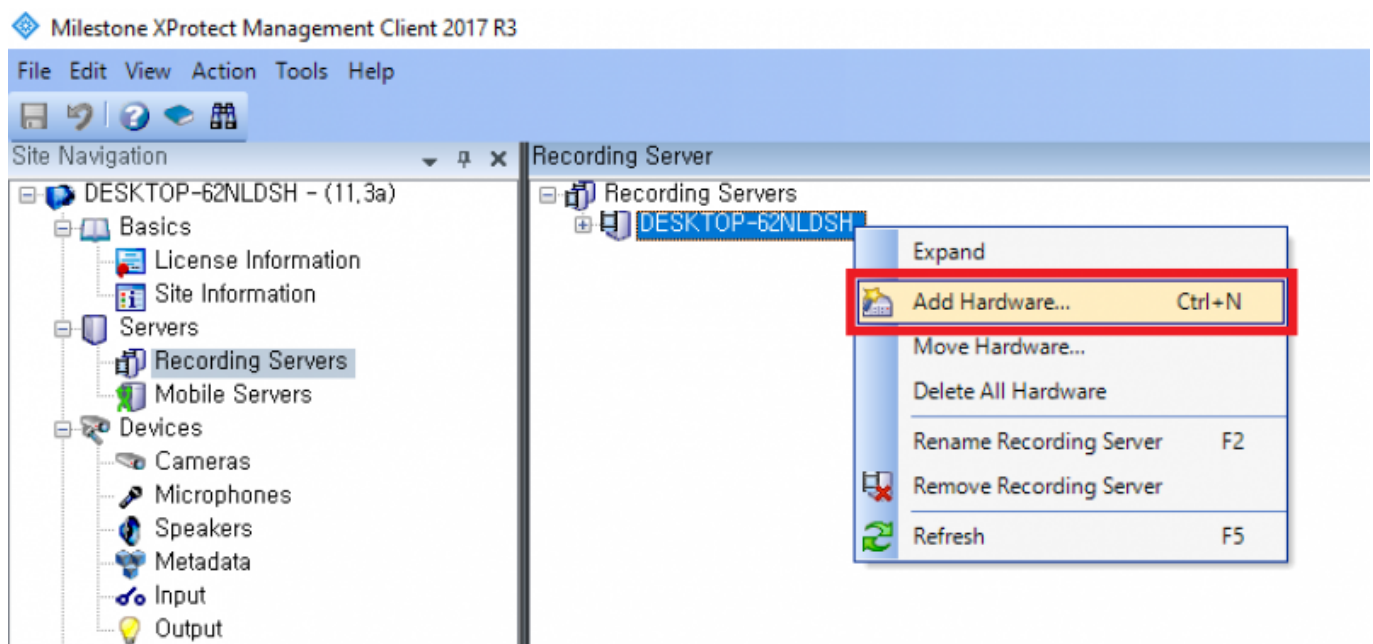 Milestone XProtect Management Client 2017 R3
File Edit View Action Tools Help
Site Navigation
DESKTOP-62NLDSH - (11,3a)
Basics
License Information
Site Information
Servers
Recording Servers
Mobile Servers
Devices
Cameras
Microphones
Speakers
Metadata
Input
Output
Recording Server
Recording Servers
DESKTOP-62NLDSH
Expand
Add Hardware... Ctrl+N
Move Hardware...
Delete All Hardware
Rename Recording Server F2
Remove Recording Server
Refresh F5